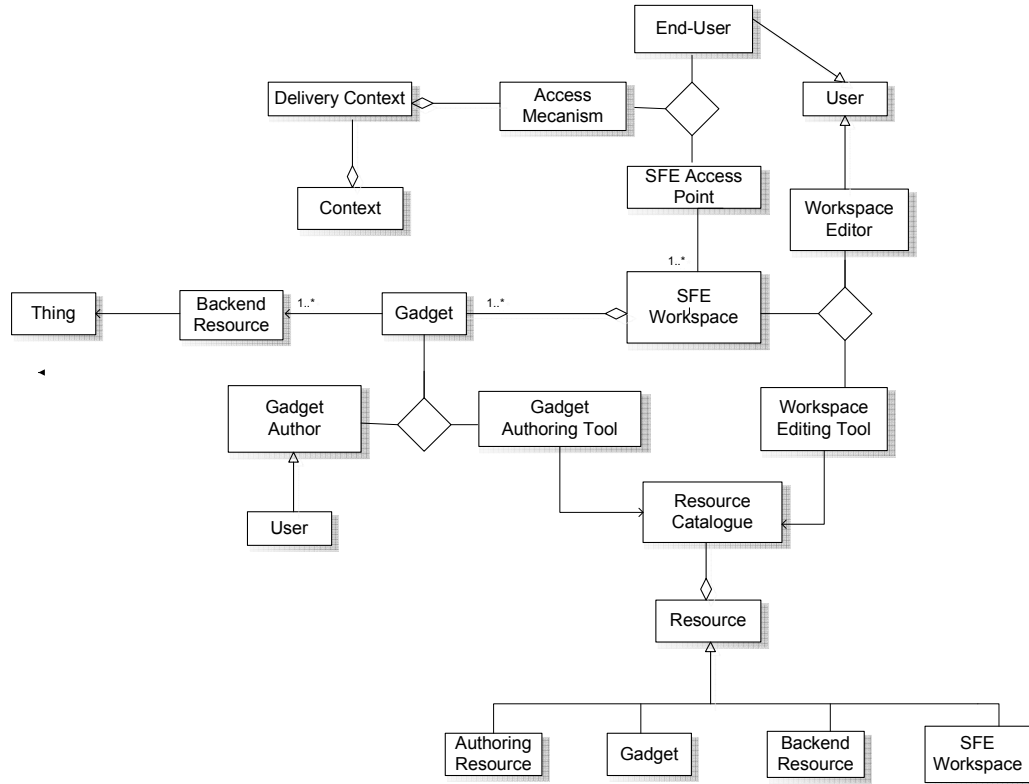 End-User
Delivery Context
Access
Mecanism
User
SFE Access
Point
Context
Workspace
Editor
1..*
Thing
Backend
Resource
1..*
Gadget
1..*
SFE
Workspace
Gadget
Author
Gadget
Authoring Tool
Workspace
Editing Tool
Resource
Catalogue
User
Resource
Authoring
Resource
Gadget
Backend
Resource
SFE
Workspace